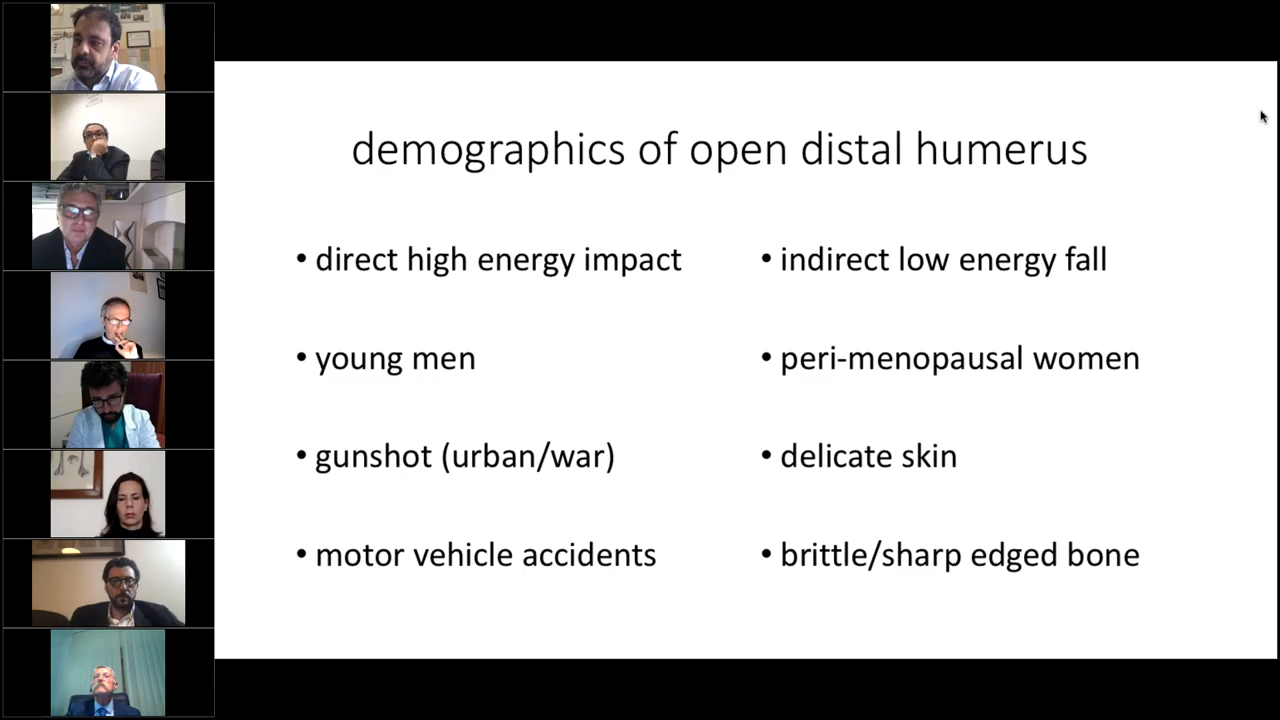 demographics of open distal humerus
• direct high energy impact
• young men
• gunshot (urban/war)
• motor vehicle accidents
• indirect low energy fall
• peri-menopausal women
• delicate skin
• brittle/sharp edged bone